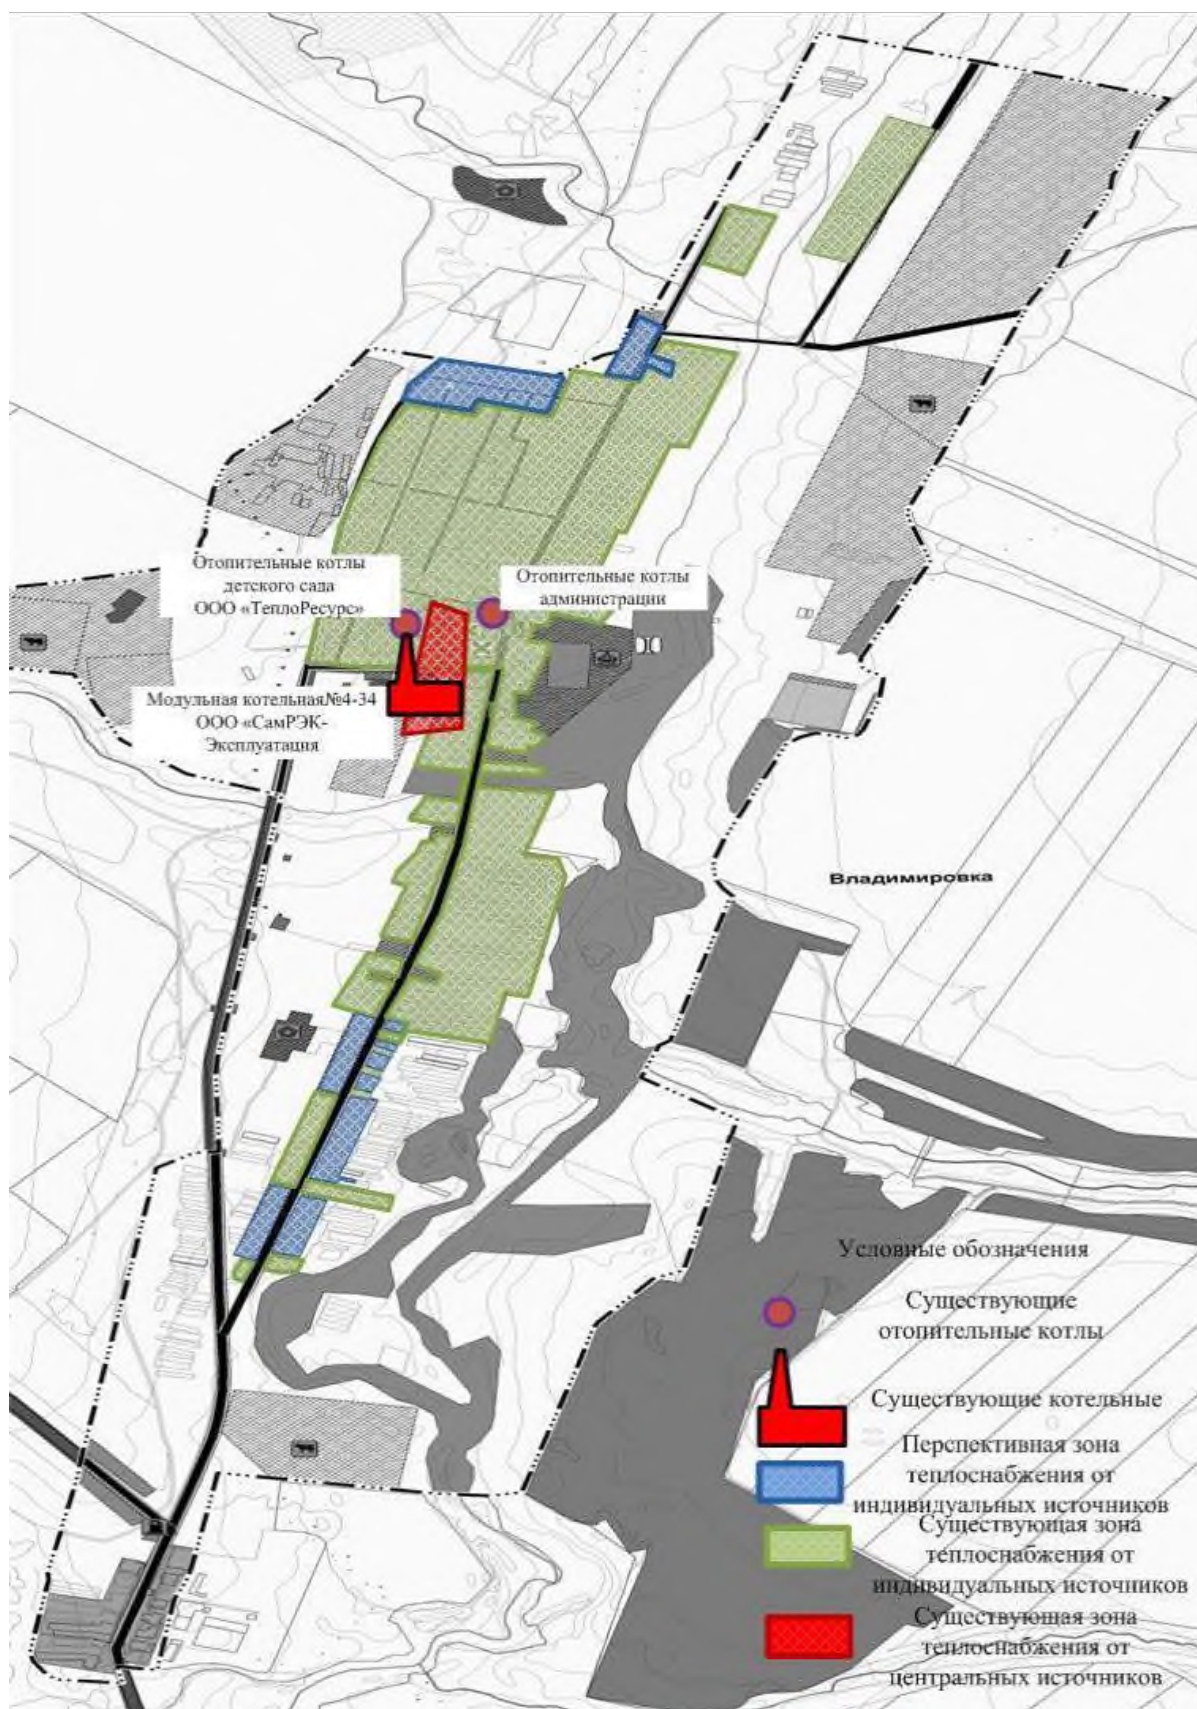 Отопительные котлы
детского сада
ООО «ТеплоРесурс»
Отопительные котлы
администрации
Модульная котельная№4-34
ООО «СамРЭК-
Эксплуатация
Владимировка
Условные обозначения
Существующие
отопительные котлы
Существующие котельные
Перспективная зона
теплоснабжения от
индивидуальных источников
Существующая зона
теплоснабжения от
индивидуальных источников
Существующая зона
теплоснабжения от
центральных источников